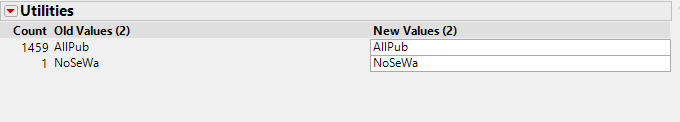 Utilities
Count Old Values (2) New Values (2)
1459 AllPub AllPub
1 NoSeWa NoSeWa